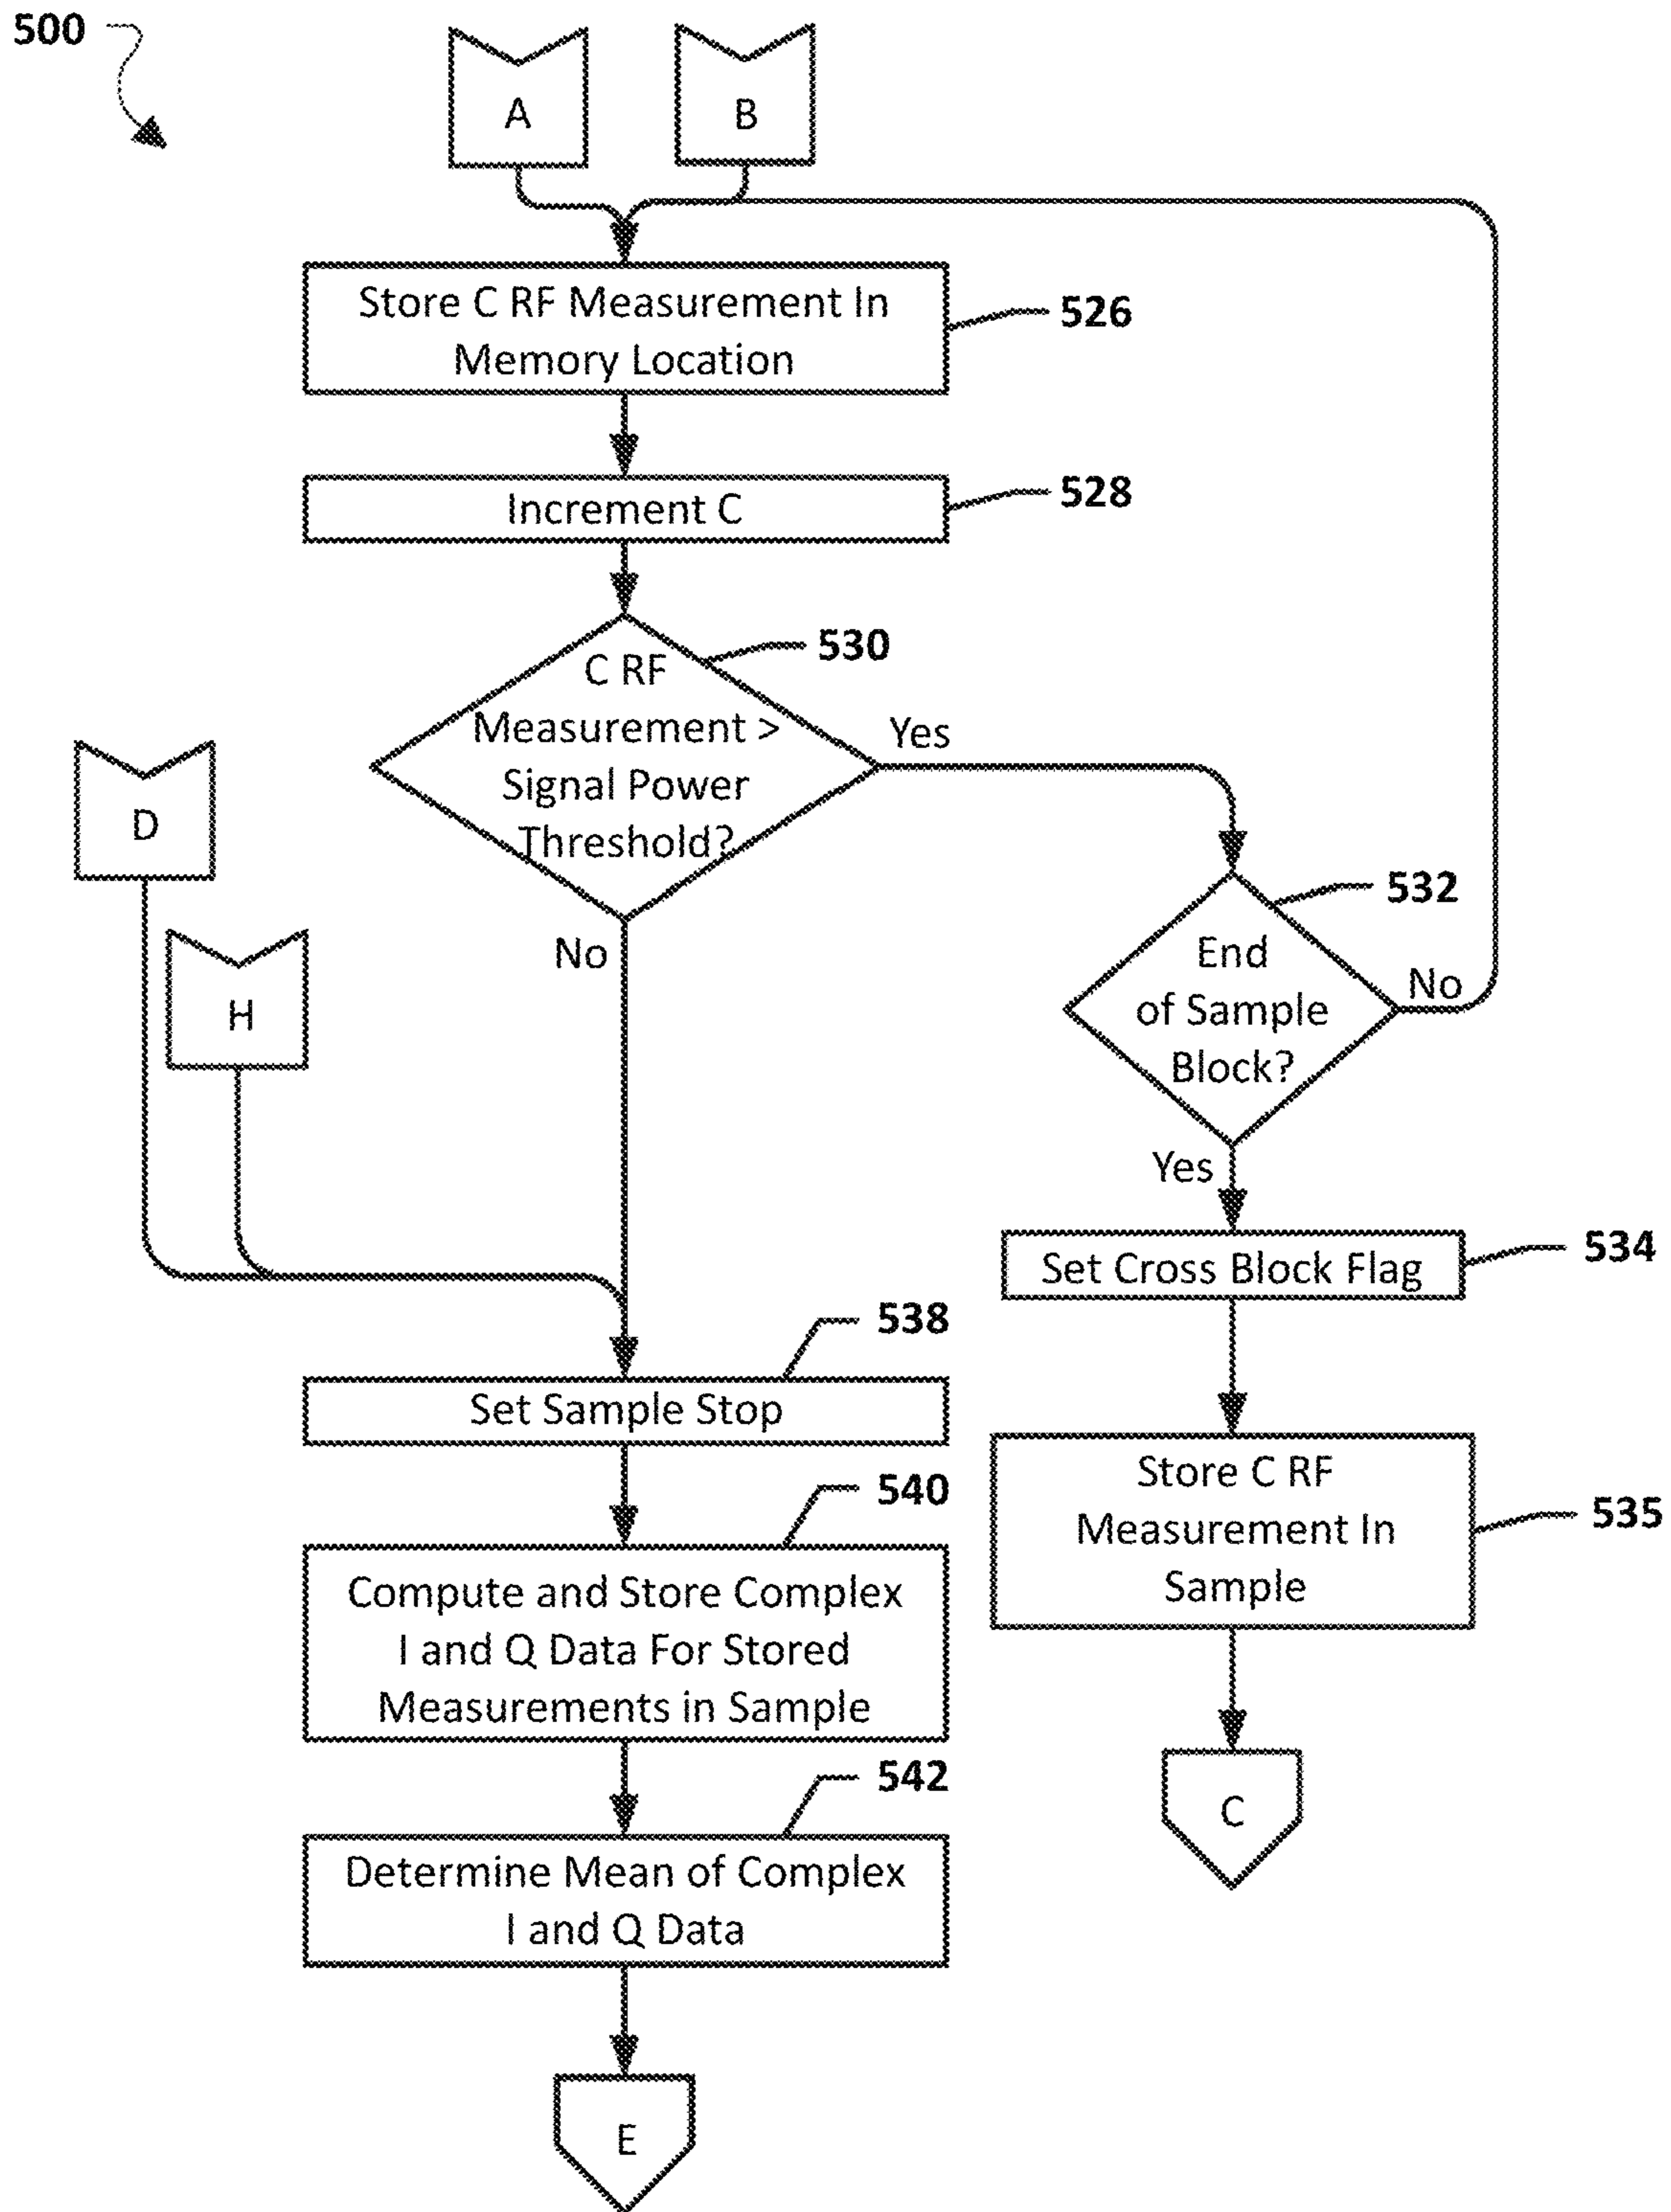 500
A
B
Store C RF Measurement In
Memory Location
526
Increment C
528
530
C RF
Measurement >
Signal Power
Threshold?
Yes
No
D
H
532
End
of Sample
Block?
No
Yes
Set Cross Block Flag
534
538
Set Sample Stop
Store C RF
Measurement In
Sample
535
540
Compute and Store Complex
I and Q Data For Stored
Measurements in Sample
542
Determine Mean of Complex
I and Q Data
C
E